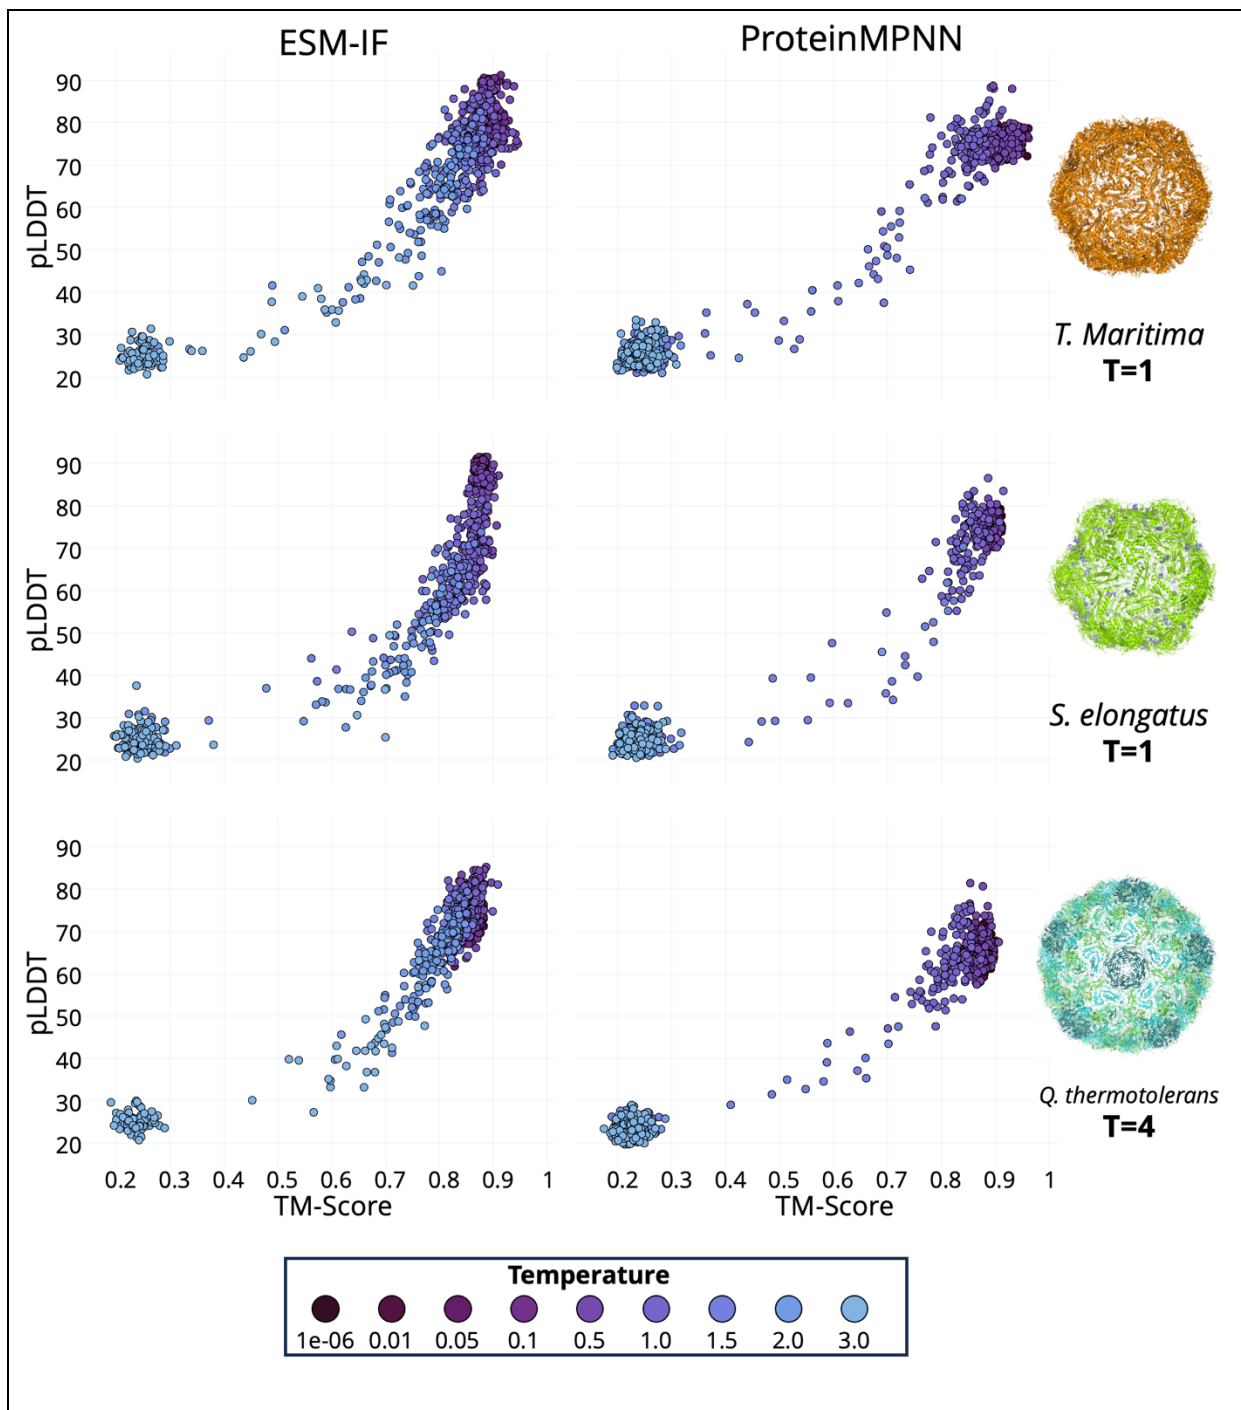 ESM-IF
ProteinMPNN
pLDDT
90
80
70
60
50
40
30
20
T. Maritima
T=1
pLDDT
90
80
70
60
50
40
30
20
S. elongatus
T=1
pLDDT
90
80
70
60
50
40
30
20
Q. thermotolerans
T=4
0.2 0.3 0.4 0.5 0.6 0.7 0.8 0.9 1
0.2 0.3 0.4 0.5 0.6 0.7 0.8 0.9 1
TM-Score
TM-Score
Temperature
1e-06 0.01 0.05 0.1 0.5 1.0 1.5 2.0 3.0